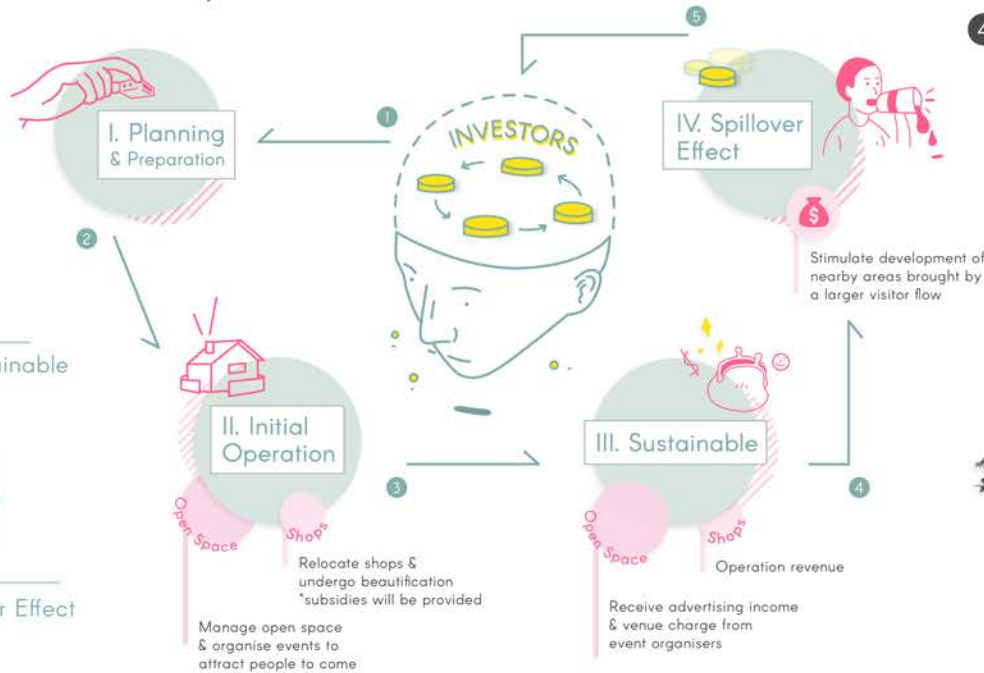 5
4
1
INVESTORS
I. Planning
& Preparation
IV. Spillover
Effect
2
$
Stimulate development of
nearby areas brought by
a larger visitor flow
ainable
II. Initial
Operation
III. Sustainable
3
4
Open Space
Shops
Open Space
Shops
Relocate shops &
undergo beautification
*subsidies will be provided
Operation revenue
Manage open space
& organise events to
attract people to come
Receive advertising income
& venue charge from
event organisers
r Effect